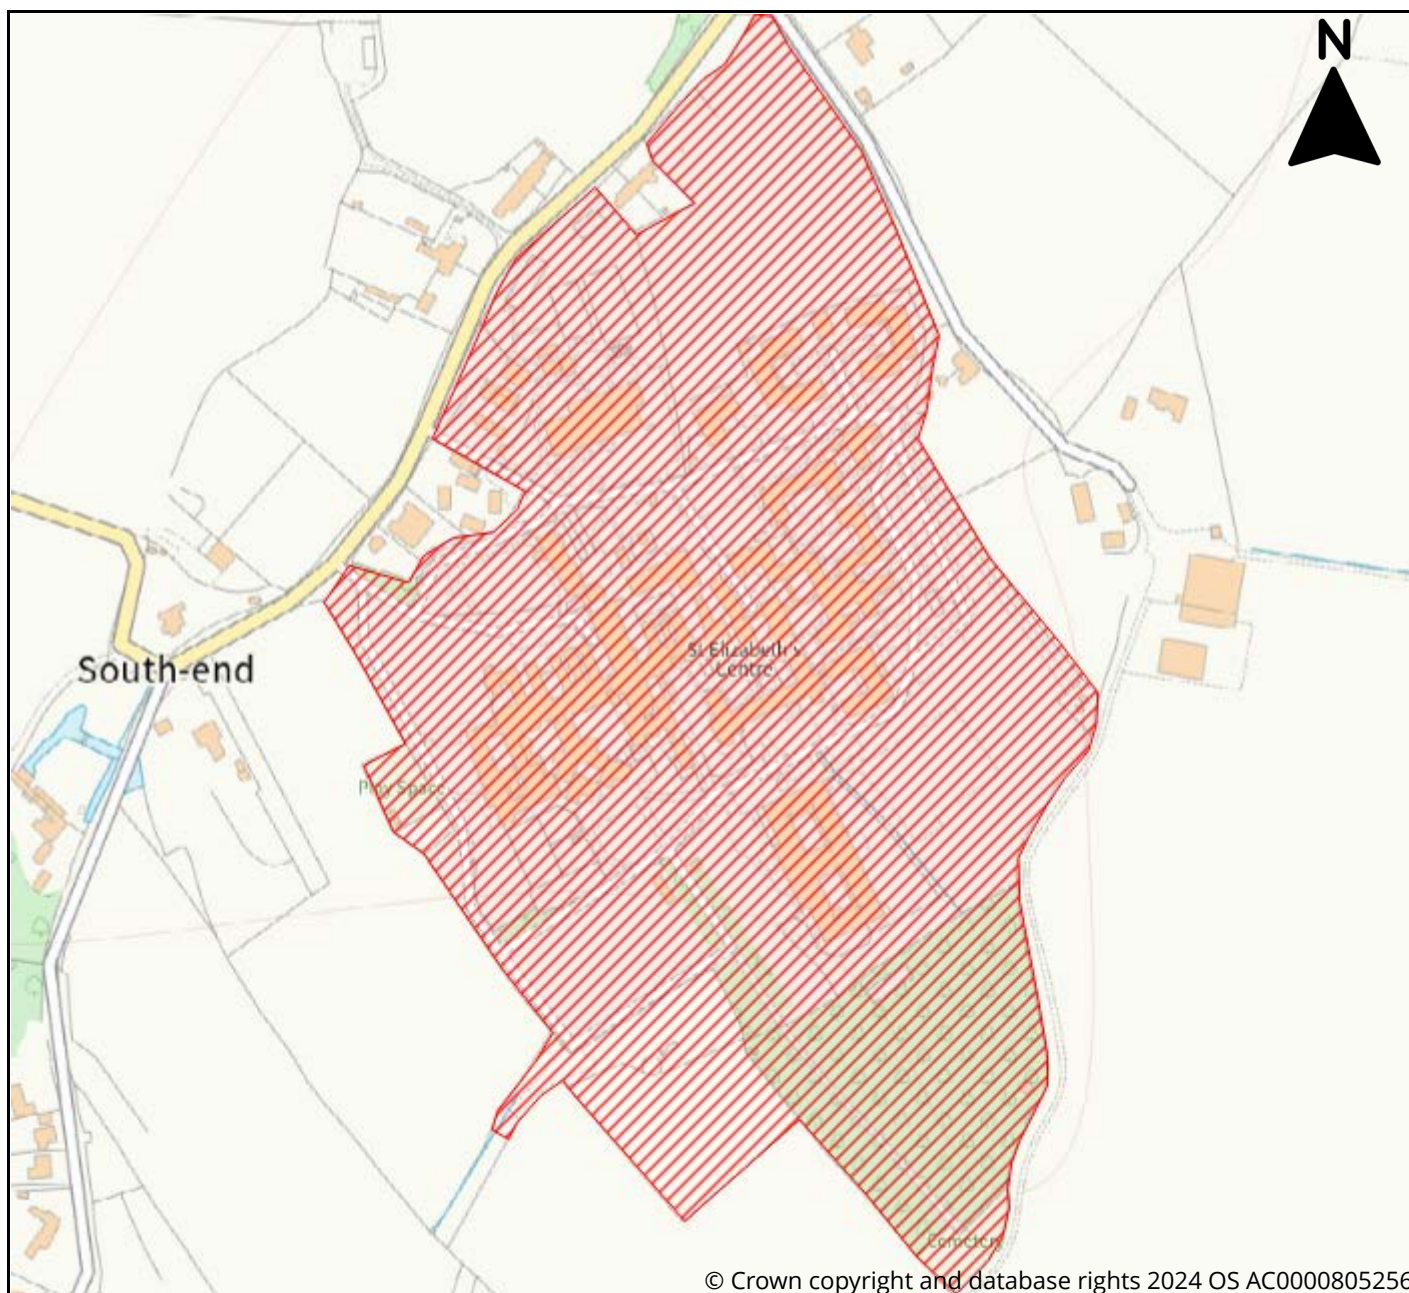 N
St Elizabeth's
Centre
South-end
Play Space
Cemetery
© Crown copyright and database rights 2024 OS AC0000805256